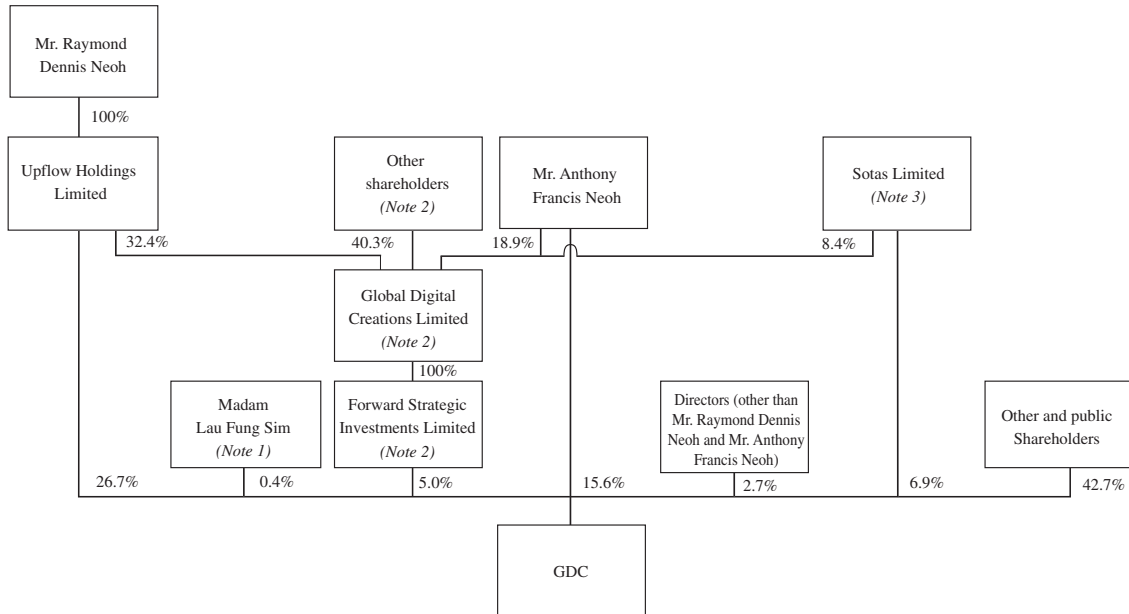 Mr. Raymond
Dennis Neoh
100%
Upflow Holdings
Limited
Other
shareholders
(Note 2)
Mr. Anthony
Francis Neoh
Sotas Limited
(Note 3)
32.4%
40.3%
18.9%
8.4%
Global Digital
Creations Limited
(Note 2)
100%
Madam
Lau Fung Sim
(Note 1)
Forward Strategic
Investments Limited
(Note 2)
Directors (other than
Mr. Raymond Dennis
Neoh and Mr. Anthony
Francis Neoh)
Other and public
Shareholders
26.7%
0.4%
5.0%
15.6%
2.7%
6.9%
42.7%
GDC